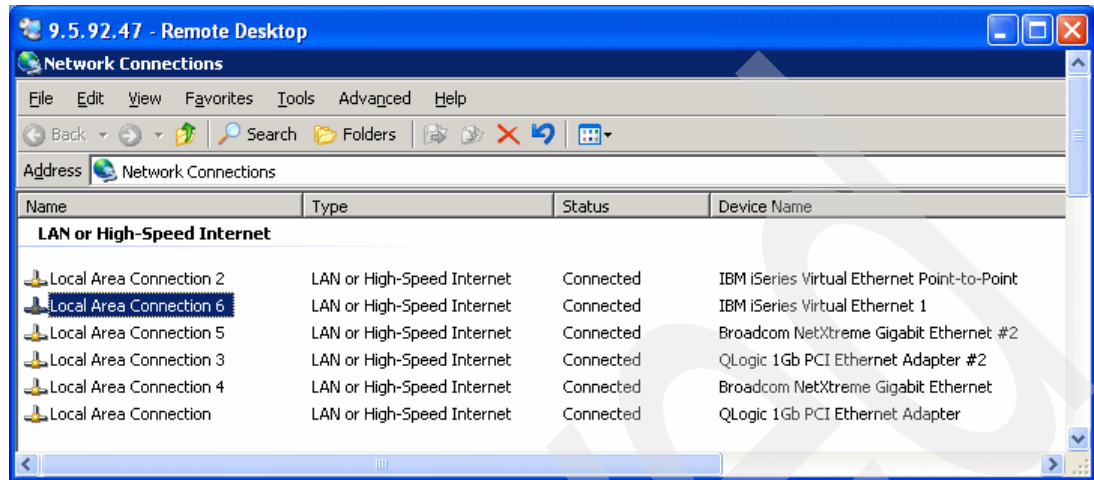 9.5.92.47 - Remote Desktop
Network Connections
File Edit View Favorites Tools Advanced Help
Back Search Folders
Address Network Connections
Name Type Status Device Name
LAN or High-Speed Internet
Local Area Connection 2 LAN or High-Speed Internet Connected IBM iSeries Virtual Ethernet Point-to-Point
Local Area Connection 6 LAN or High-Speed Internet Connected IBM iSeries Virtual Ethernet 1
Local Area Connection 5 LAN or High-Speed Internet Connected Broadcom NetXtreme Gigabit Ethernet #2
Local Area Connection 3 LAN or High-Speed Internet Connected QLogic 1Gb PCI Ethernet Adapter #2
Local Area Connection 4 LAN or High-Speed Internet Connected Broadcom NetXtreme Gigabit Ethernet
Local Area Connection LAN or High-Speed Internet Connected QLogic 1Gb PCI Ethernet Adapter